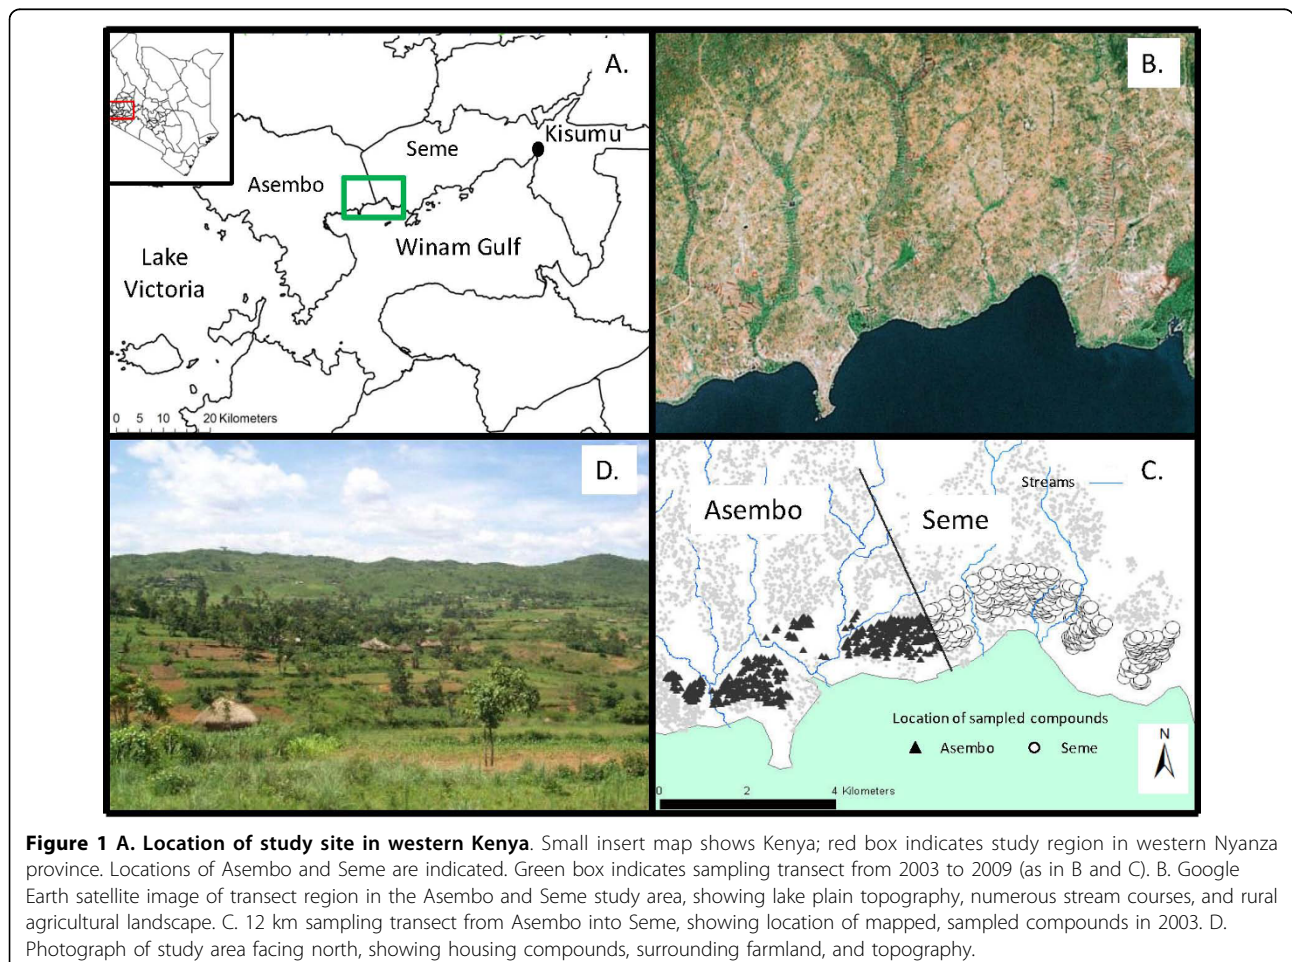 A.
Kisumu
Seme
Asembo
Winam Gulf
Lake
Victoria
0 5 10 20 Kilometers
B.
D.
C.
Streams
Asembo
Seme
Location of sampled compounds
Asembo Seme
N
0 2 4 Kilometers
Figure 1 A. Location of study site in western Kenya. Small insert map shows Kenya; red box indicates study region in western Nyanza
province. Locations of Asembo and Seme are indicated. Green box indicates sampling transect from 2003 to 2009 (as in B and C). B. Google
Earth satellite image of transect region in the Asembo and Seme study area, showing lake plain topography, numerous stream courses, and rural
agricultural landscape. C. 12 km sampling transect from Asembo into Seme, showing location of mapped, sampled compounds in 2003. D.
Photograph of study area facing north, showing housing compounds, surrounding farmland, and topography.